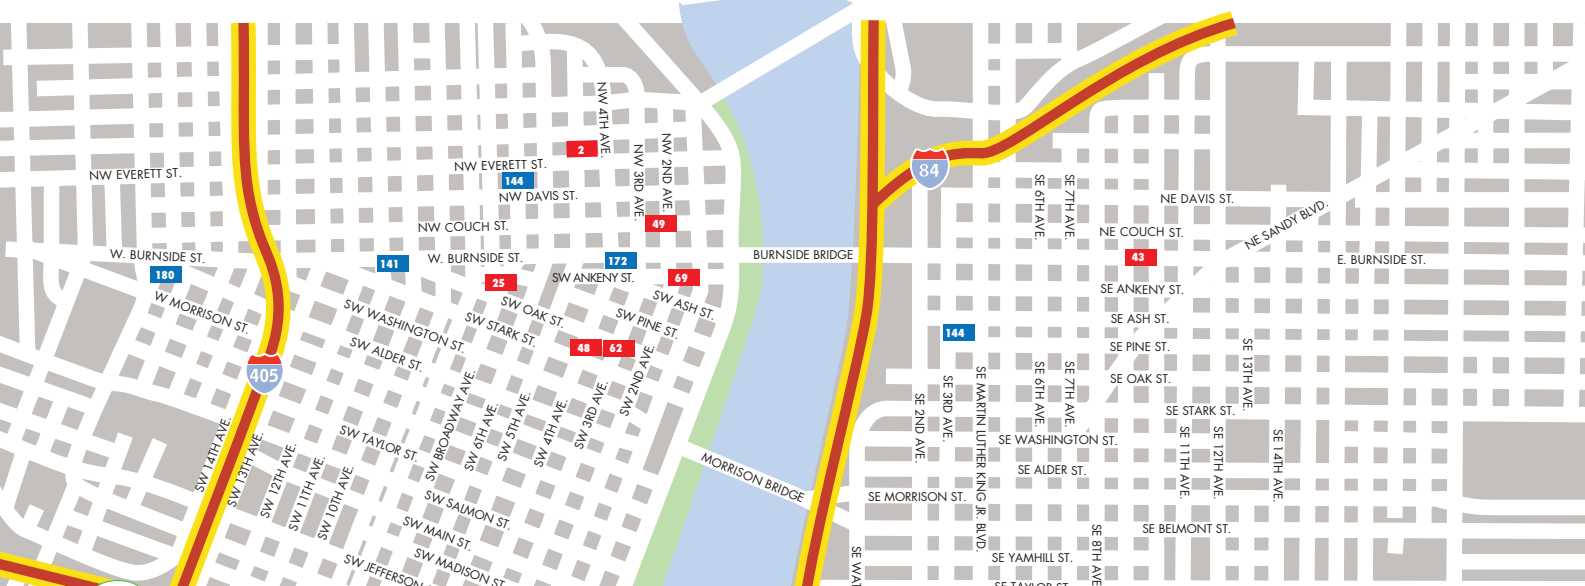 NW 4TH AVE.
2
NW 3RD AVE.
NW 2ND AVE.
NW EVERETT ST.
NW EVERETT ST.
144
NW DAVIS ST.
84
SE 6TH AVE.
SE 7TH AVE.
NE DAVIS ST.
NW COUCH ST.
49
NE COUCH ST.
NE SANDY BLVD.
W. BURNSIDE ST.
180
141
W. BURNSIDE ST.
172
BURNSIDE BRIDGE
43
E. BURNSIDE ST.
25
SW ANKENY ST.
69
SE ANKENY ST.
W MORRISON ST.
SW WASHINGTON ST.
SW OAK ST.
SW ASH ST.
SW STARK ST.
SW PINE ST.
SE ASH ST.
144
SW ALDER ST.
48
62
SE PINE ST.
405
SE OAK ST.
SE 13TH AVE.
SW 2ND AVE.
SE 2ND AVE.
SE 3RD AVE.
SE MARTIN LUTHER KING JR. BLVD.
SE 6TH AVE.
SE 7TH AVE.
SE STARK ST.
SW 14TH AVE.
SW 13TH AVE.
SW 12TH AVE.
SW 11TH AVE.
SW 10TH AVE.
SW TAYLOR ST.
SW BROADWAY AVE.
SW 6TH AVE.
SW 5TH AVE.
SW 4TH AVE.
SW 3RD AVE.
SE WASHINGTON ST.
SE ALDER ST.
SE 11TH AVE.
SE 12TH AVE.
SE 14TH AVE.
MORRISON BRIDGE
SE MORRISON ST.
SW SALMON ST.
SW MAIN ST.
SW MADISON ST.
SW JEFFERSON
SE BELMONT ST.
SE 8TH AVE
SE YAMHILL ST.
SE TAYLOR ST.
SE WAT